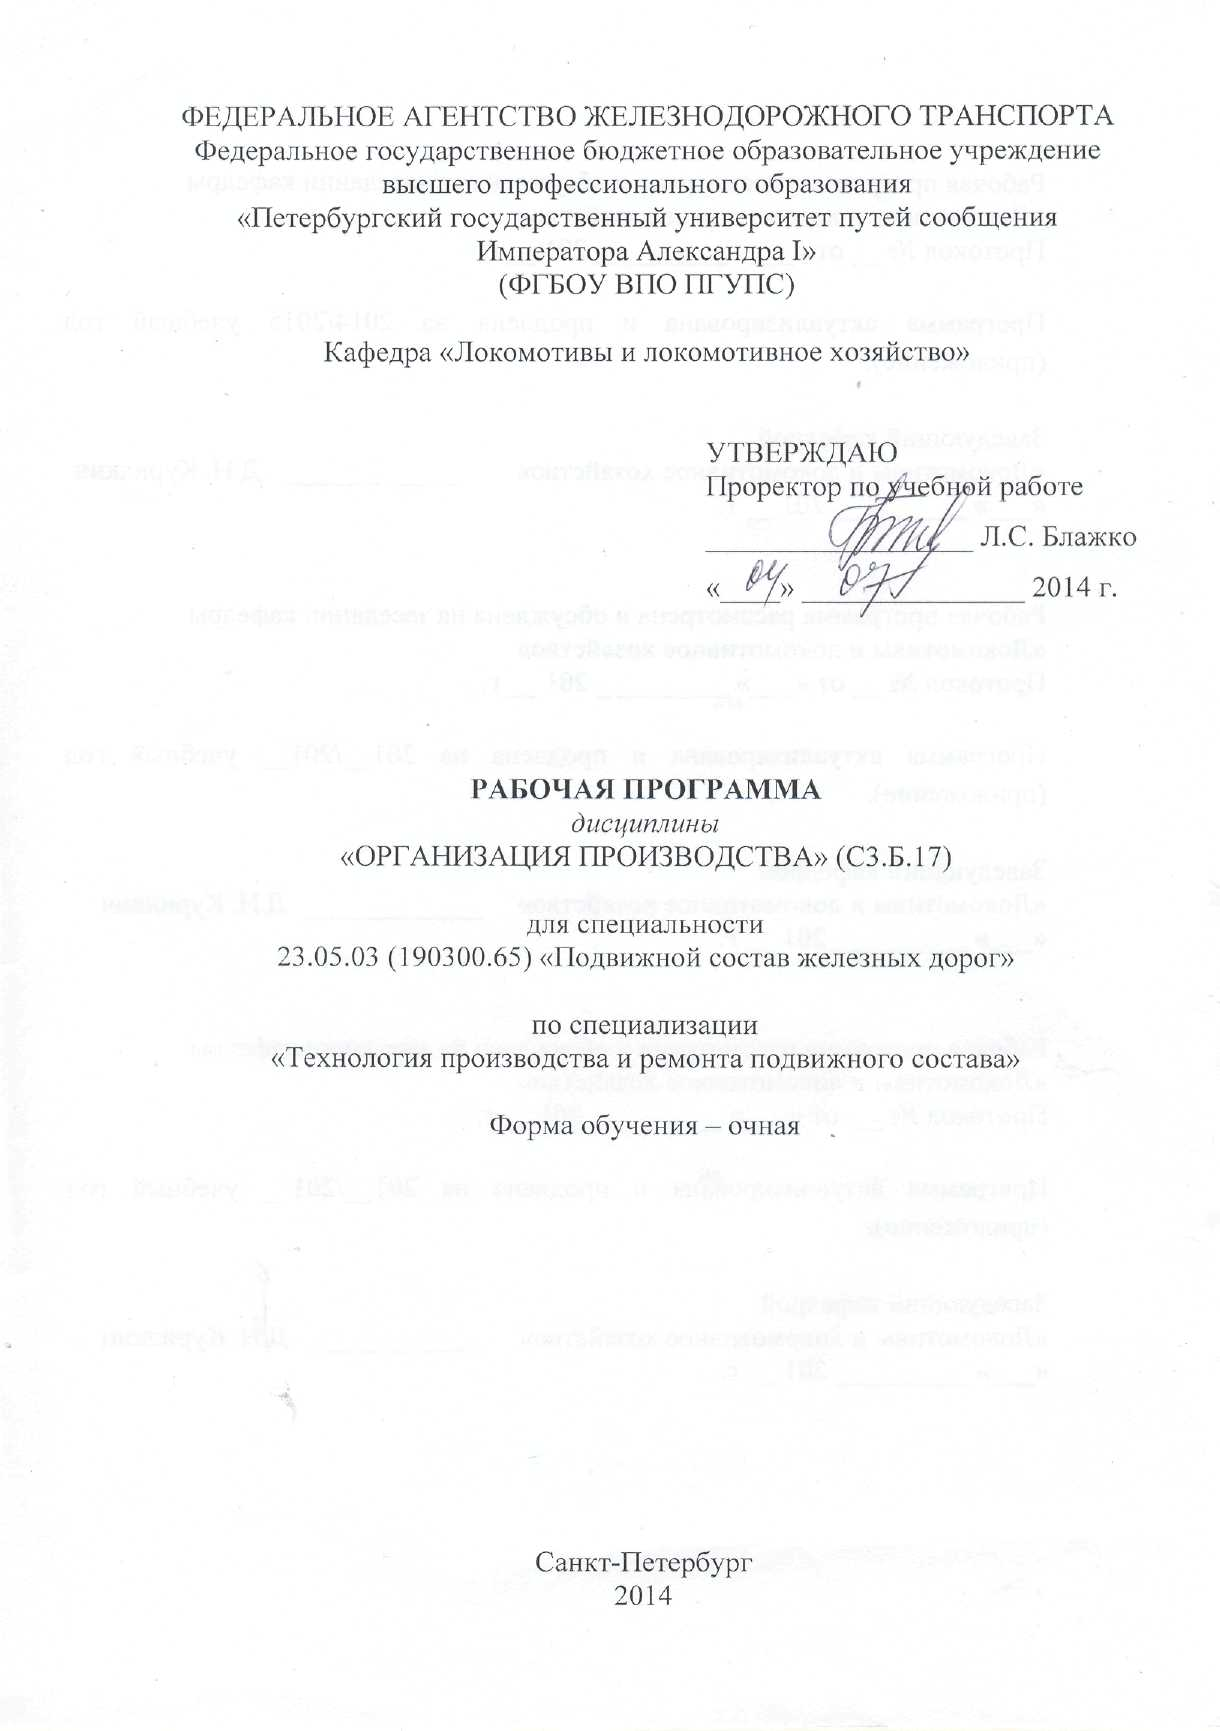 ФЕДЕРАЛЬНОЕ АГЕНТСТВО ЖЕЛЕЗНОДОРОЖНОГО ТРАНСПОРТА
Федеральное государственное бюджетное образовательное учреждение
высшего профессионального образования
«Петербургский государственный университет путей сообщения
Императора Александра I»
(ФГБОУ ВПО ПГУПС)
Кафедра «Локомотивы и локомотивное хозяйство»
УТВЕРЖДАЮ
Проректор по учебной работе
__________________ Л.С. Блажко
«04» 07 2014 г.
РАБОЧАЯ ПРОГРАММА
дисциплины
«ОРГАНИЗАЦИЯ ПРОИЗВОДСТВА» (С3.Б.17)
для специальности
23.05.03 (190300.65) «Подвижной состав железных дорог»
по специализации
«Технология производства и ремонта подвижного состава»
Форма обучения – очная
Санкт-Петербург
2014